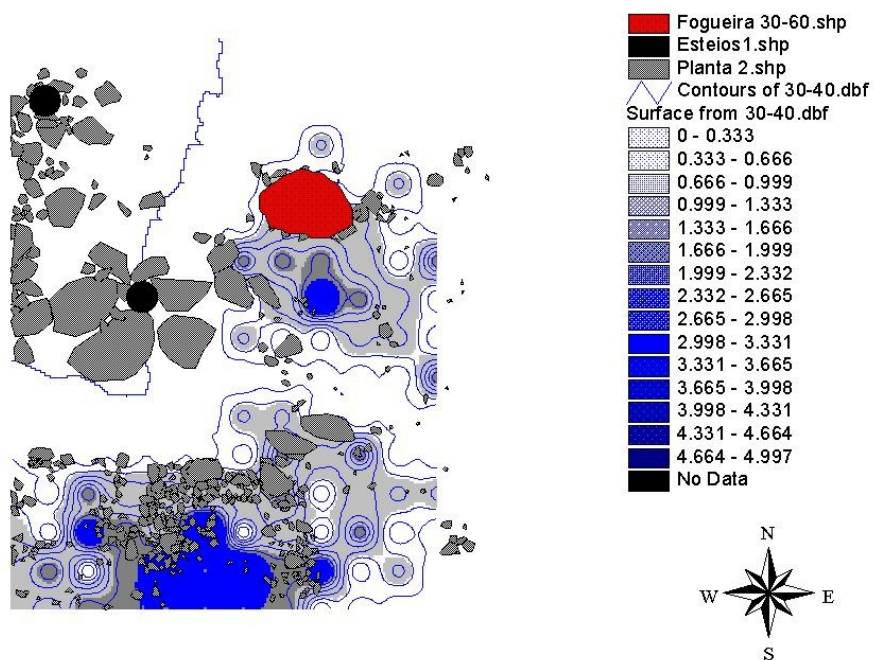 Fogueira 30-60.shp
Esteios1.shp
Planta 2.shp
Contours of 30-40.dbf
Surface from 30-40.dbf
0 - 0.333
0.333 - 0.666
0.666 - 0.999
0.999 - 1.333
1.333 - 1.666
1.666 - 1.999
1.999 - 2.332
2.332 - 2.665
2.665 - 2.998
2.998 - 3.331
3.331 - 3.665
3.665 - 3.998
3.998 - 4.331
4.331 - 4.664
4.664 - 4.997
No Data
N
W E
S